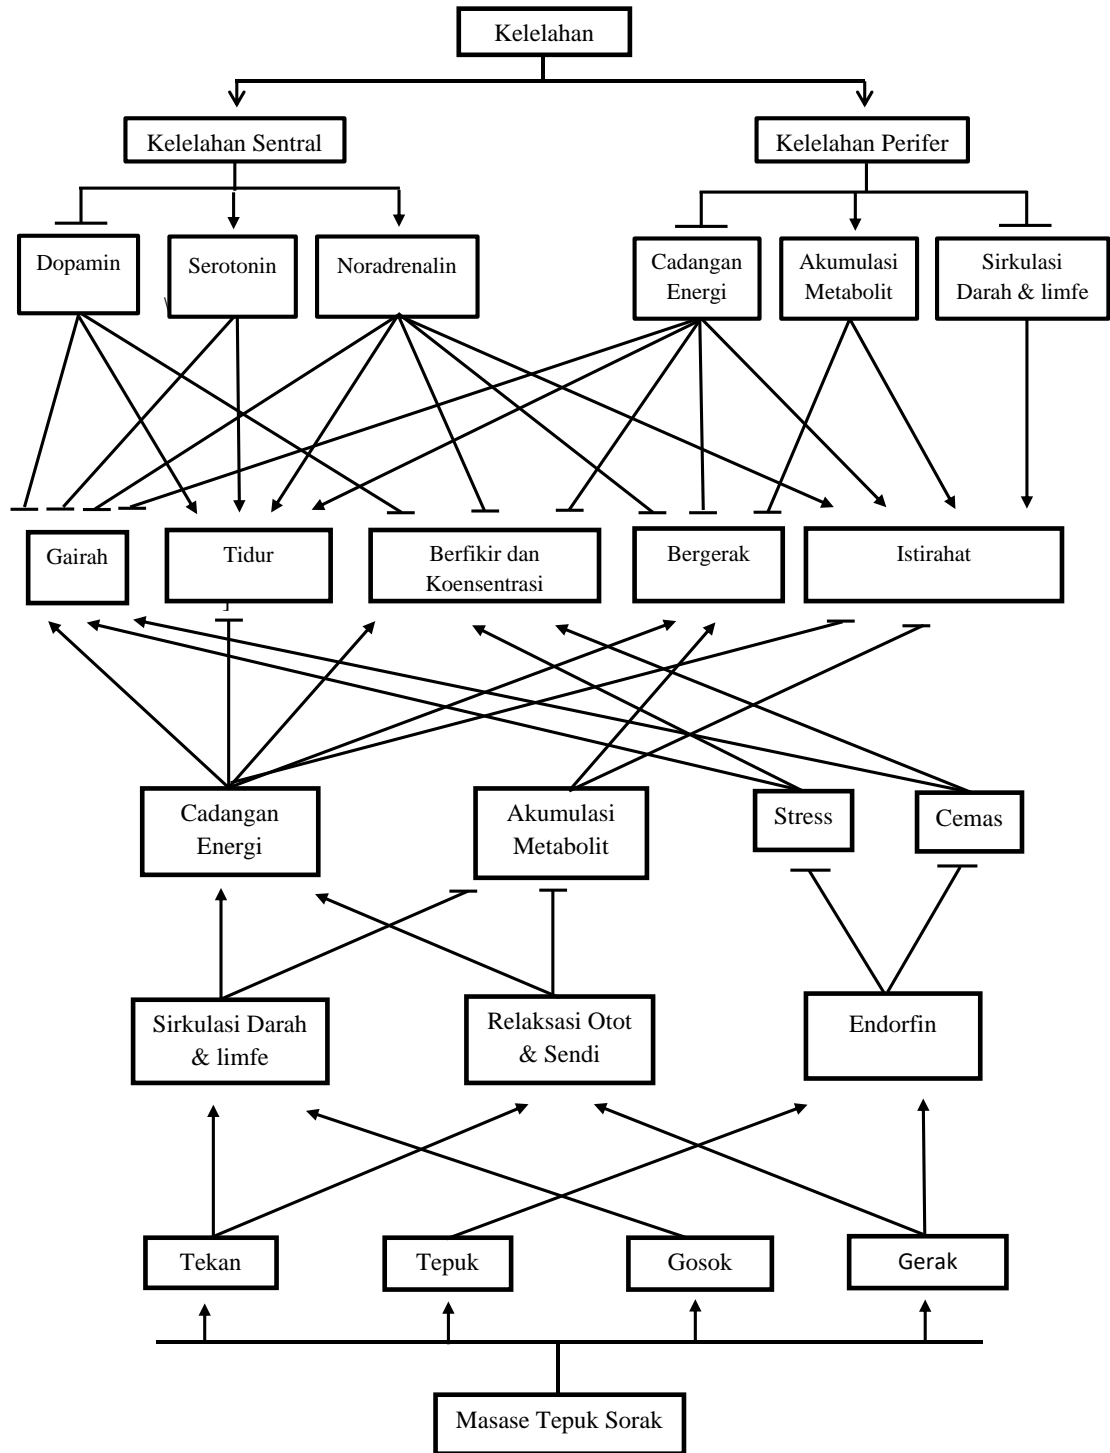 Kelelahan
Kelelahan Sentral
Kelelahan Perifer
Dopamin
Serotonin
Noradrenalin
Cadangan
Energi
Akumulasi
Metabolit
Sirkulasi
Darah & limfe
Gairah
Tidur
Berfikir dan
Koensentrasi
Bergerak
Istirahat
Cadangan
Energi
Akumulasi
Metabolit
Stress
Cemas
Sirkulasi Darah
& limfe
Relaksasi Otot
& Sendi
Endorfin
Tekan
Tepuk
Gosok
Gerak
Masase Tepuk Sorak